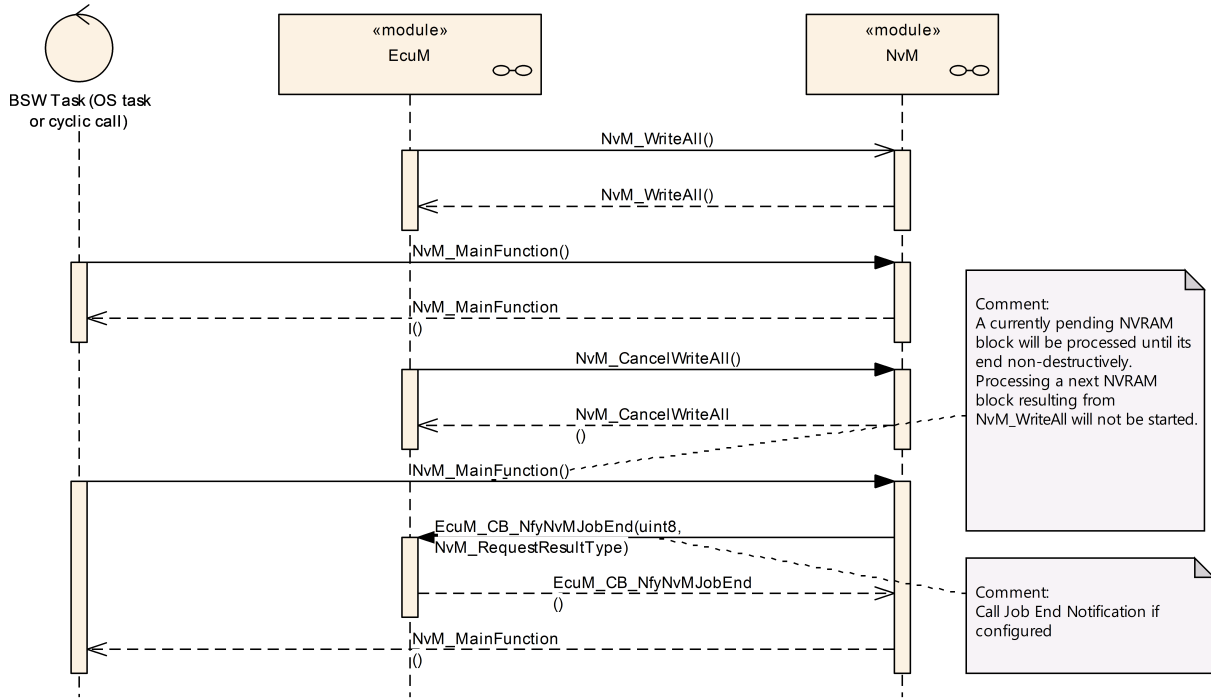 «module»
EcuM
«module»
NvM
BSW Task (OS task
or cyclic call)
NvM_WriteAll()
NvM_WriteAll()
NvM_MainFunction()
NvM_MainFunction
()
Comment:
A currently pending NVRAM
block will be processed until its
end non-destructively.
Processing a next NVRAM
block resulting from
NvM_WriteAll will not be started.
NvM_CancelWriteAll()
NvM_CancelWriteAll
()
NvM_MainFunction()
EcuM_CB_NfyNvMJobEnd(uint8,
NvM_RequestResultType)
EcuM_CB_NfyNvMJobEnd
()
Comment:
Call Job End Notification if
configured
NvM_MainFunction
()